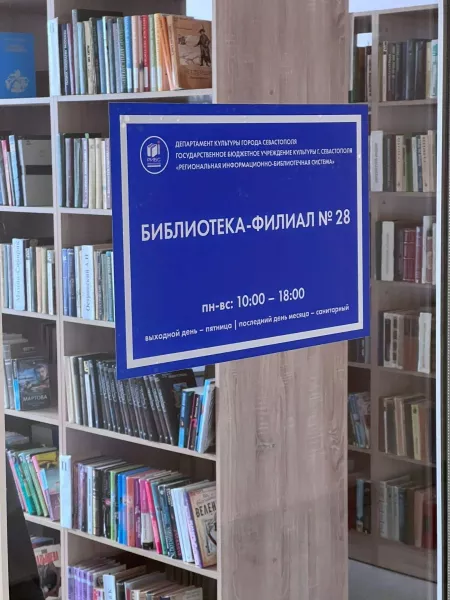 ДЕПАРТАМЕНТ КУЛЬТУРЫ ГОРОДА СЕВАСТОПОЛЯ
ГОСУДАРСТВЕННОЕ БЮДЖЕТНОЕ УЧРЕЖДЕНИЕ КУЛЬТУРЫ Г. СЕВАСТОПОЛЯ
«РЕГИОНАЛЬНАЯ ИНФОРМАЦИОННО-БИБЛИОТЕЧНАЯ СИСТЕМА»
РИБС
БИБЛИОТЕКА-ФИЛИАЛ № 28
пн-вс: 10:00 – 18:00
выходной день – пятница | последний день месяца – санитарный